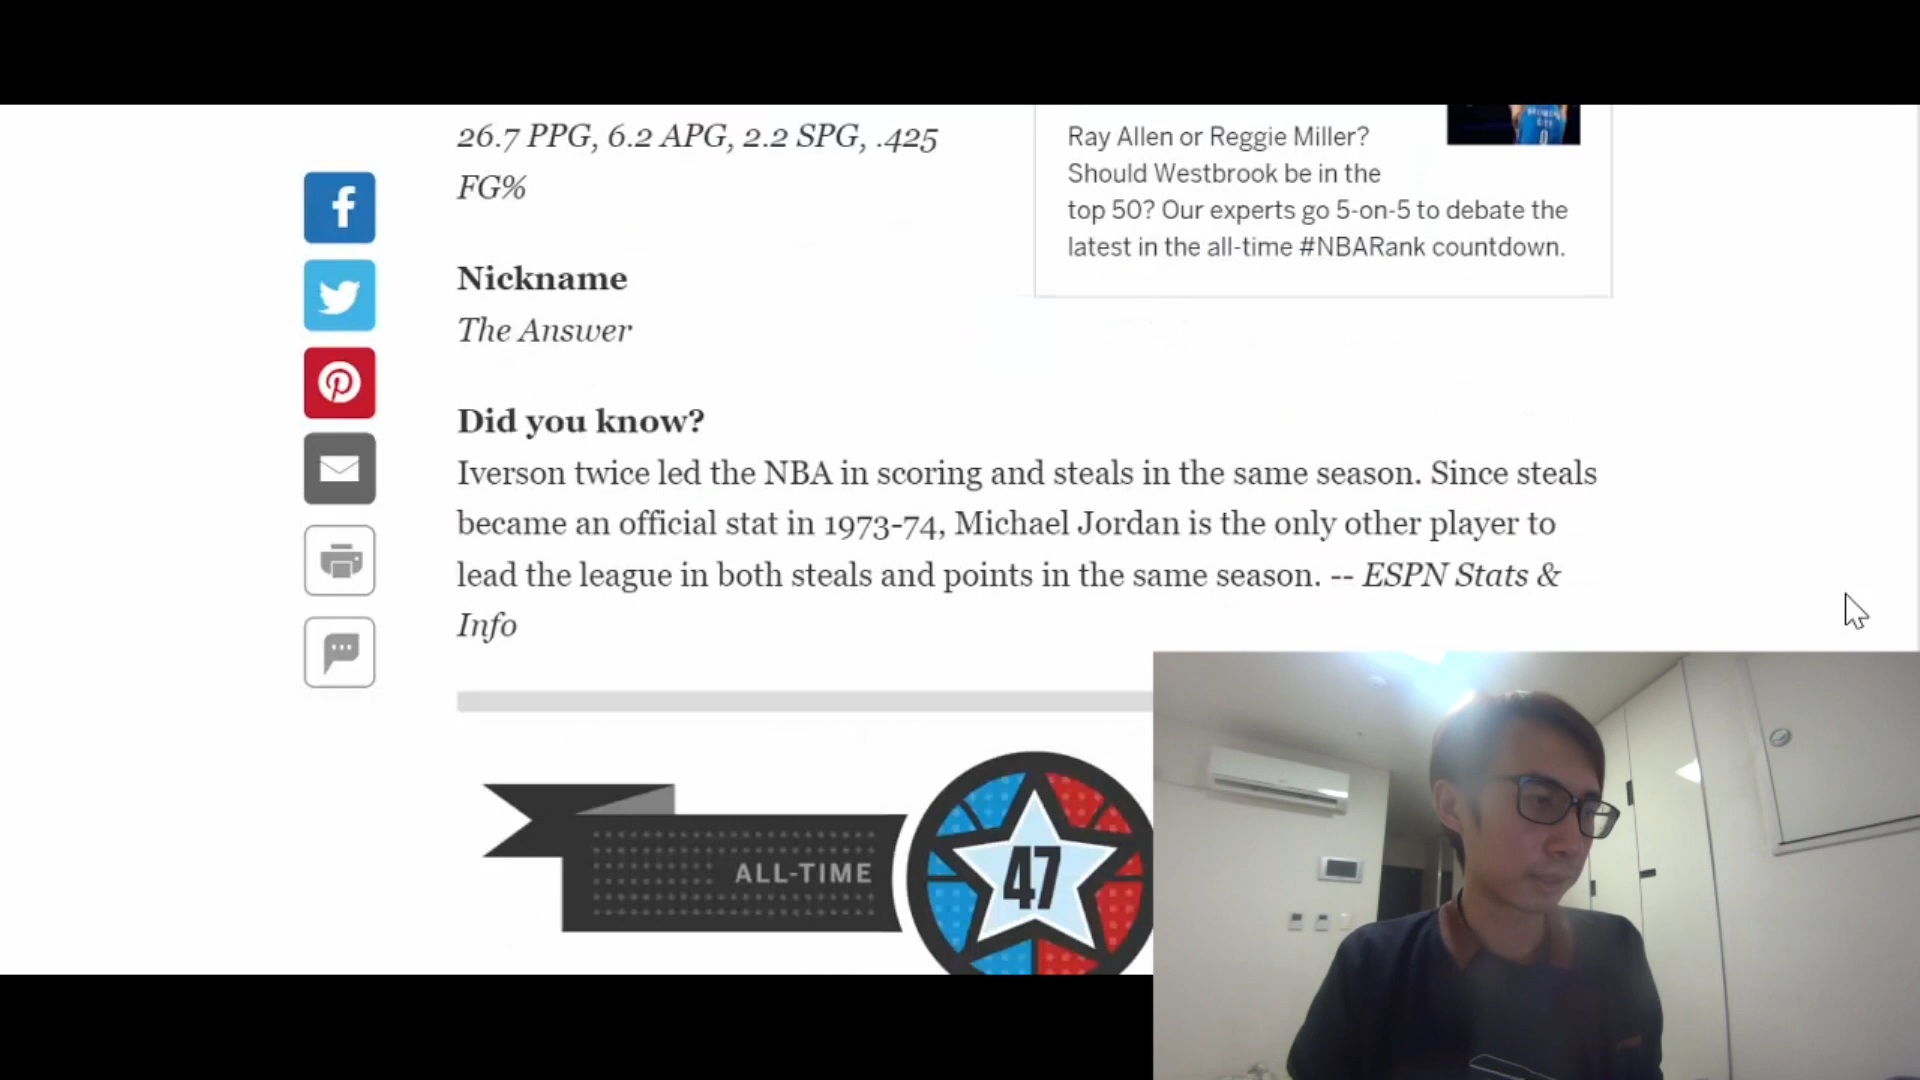 26.7 PPG, 6.2 APG, 2.2 SPG, .425
FG%
Nickname
The Answer
Did you know?
Iverson twice led the NBA in scoring and steals in the same season. Since steals
became an official stat in 1973-74, Michael Jordan is the only other player to
lead the league in both steals and points in the same season. -- ESPN Stats &
Info
Ray Allen or Reggie Miller?
Should Westbrook be in the
top 50? Our experts go 5-on-5 to debate the
latest in the all-time #NBARank countdown.
ALL-TIME
47